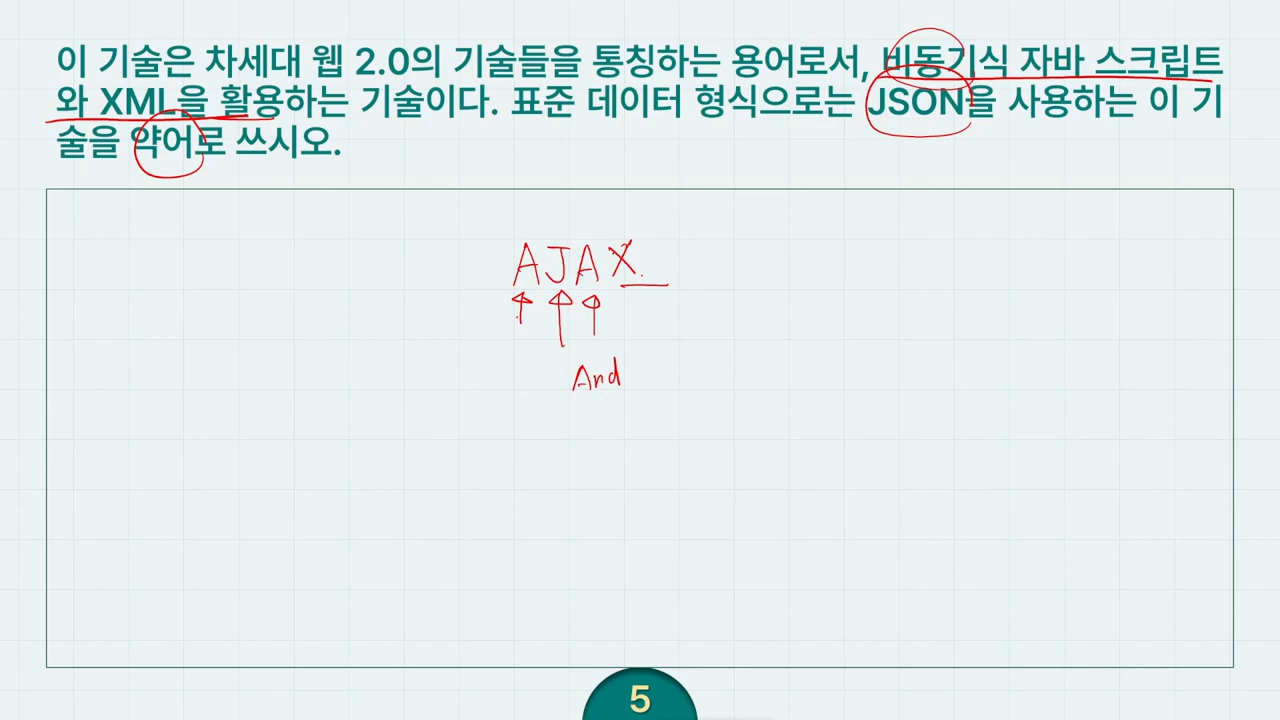 이 기술은 차세대 웹 2.0의 기술들을 통칭하는 용어로서, 비동기식 자바 스크립트
와 XML을 활용하는 기술이다. 표준 데이터 형식으로는 JSON을 사용하는 이 기
술을 약어로 쓰시오.
AJAX
And
5